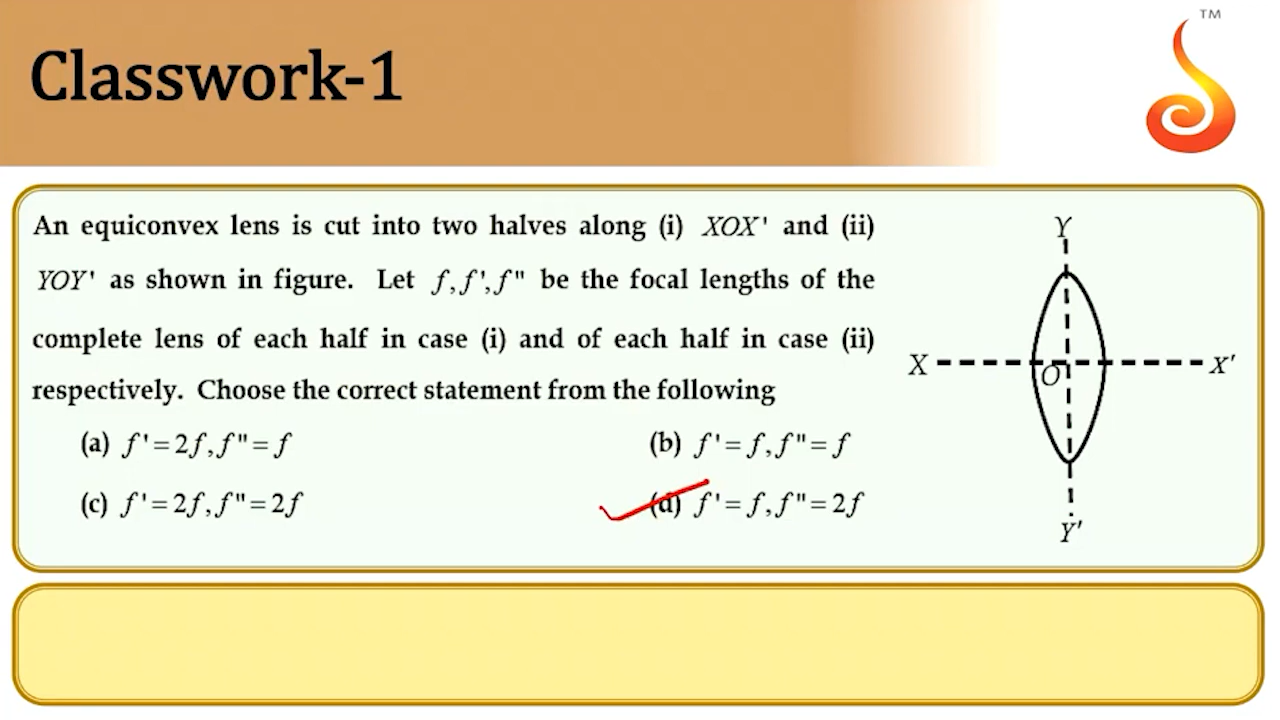 TM
Classwork-1
An equiconvex lens is cut into two halves along (i) XOX' and (ii)
YOY' as shown in figure. Let f, f', f" be the focal lengths of the
complete lens of each half in case (i) and of each half in case (ii)
respectively. Choose the correct statement from the following
(a) f'=2f, f"=f
(b) f'=f, f"=f
(c) f'=2f, f"=2f
(d) f'=f, f"=2f
Y
X
O
X'
Y'